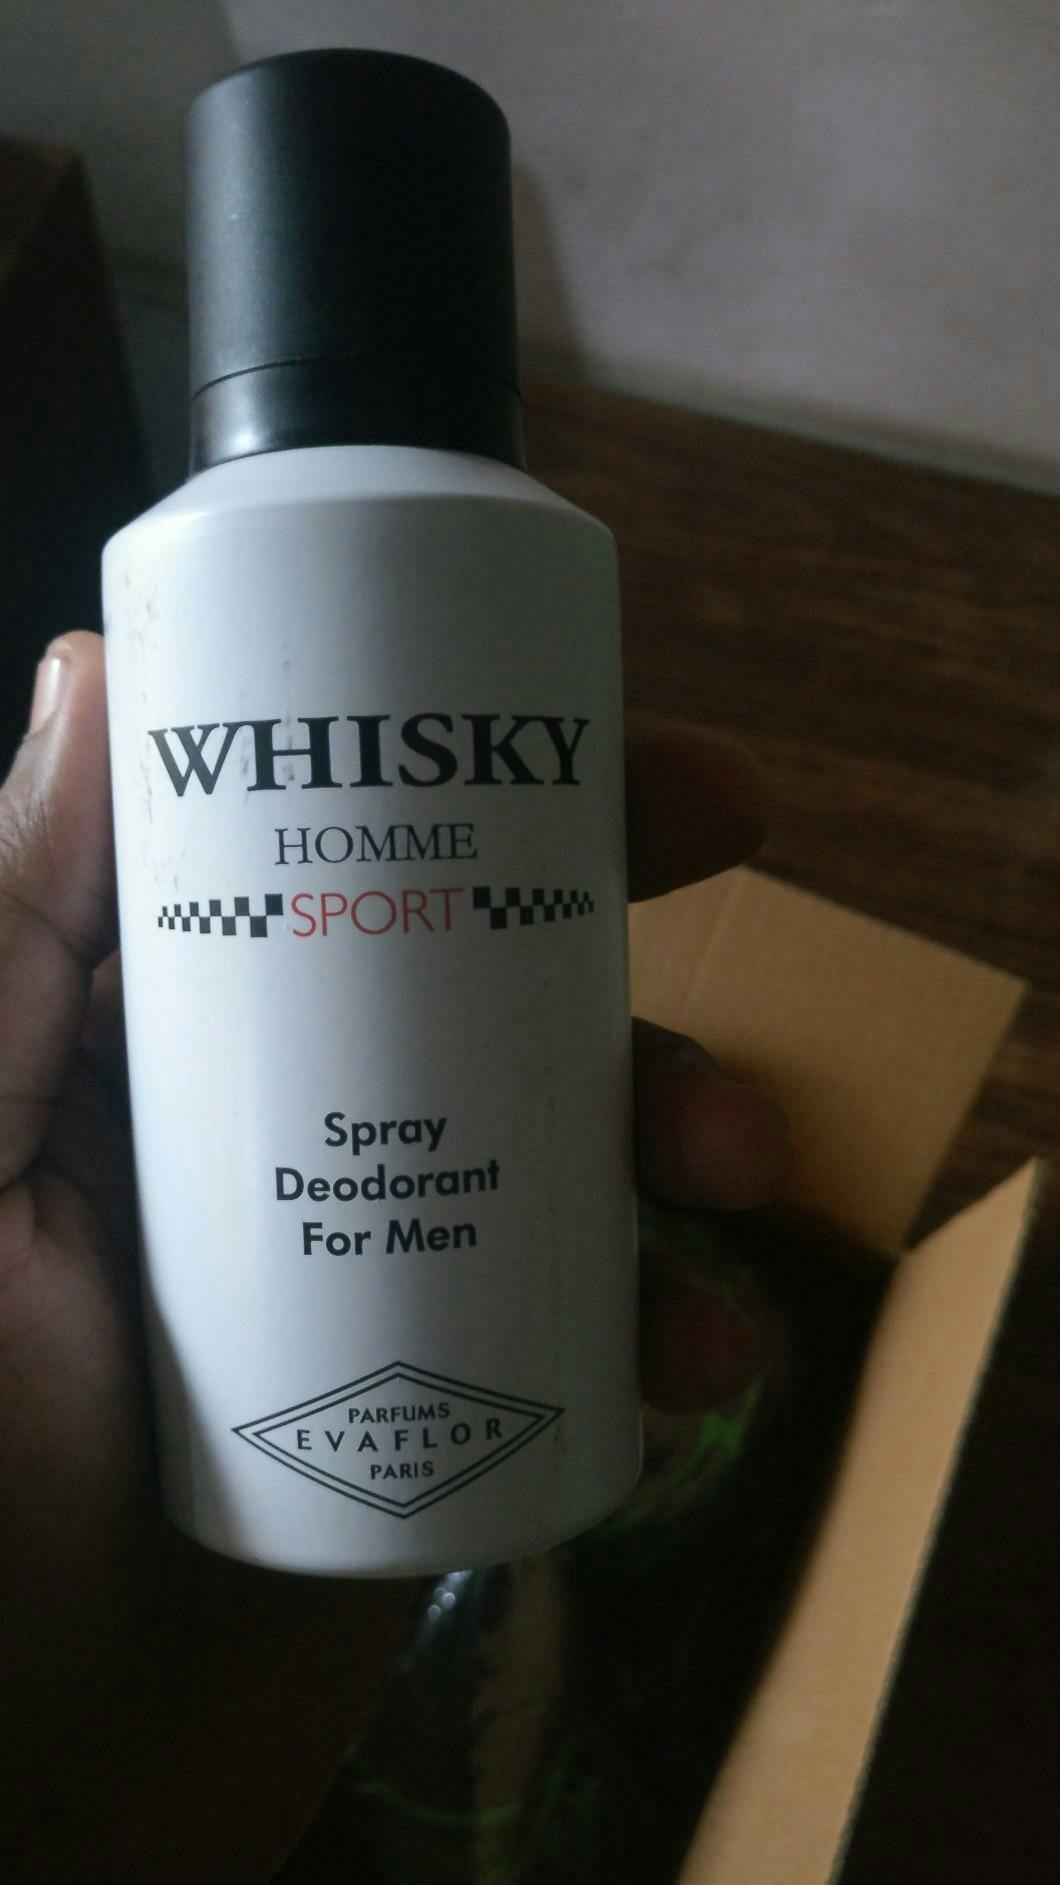 WHISKY
HOMME
SPORT
Spray
Deodorant
For Men
PARFUMS
EVAFLOR
PARIS